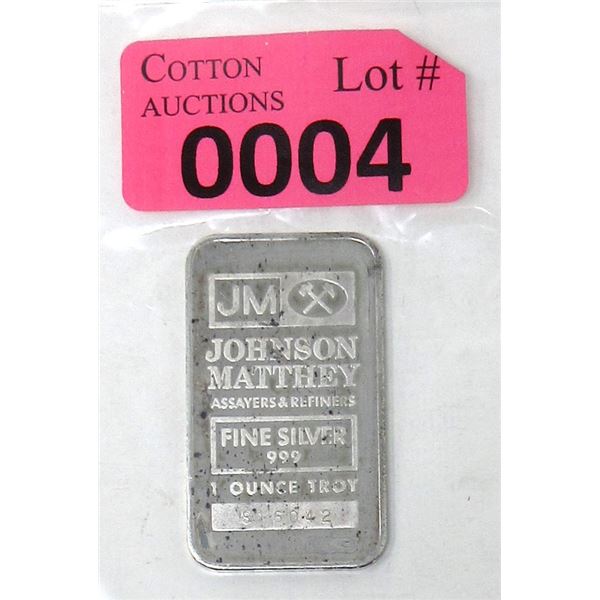 COTTON
AUCTIONS
Lot #
0004
JM
JOHNSON
MATTHEY
ASSAYERS & REFINERS
FINE SILVER
999
1 OUNCE TROY